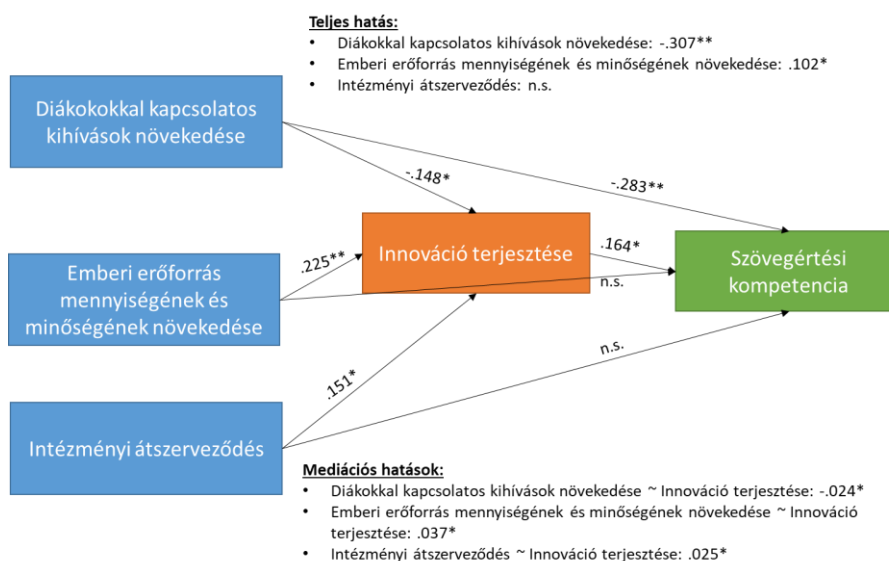 Teljes hatás:
• Diákokkal kapcsolatos kihívások növekedése: -.307**
• Emberi erőforrás mennyiségének és minőségének növekedése: .102*
• Intézményi átszerveződés: n.s.
Diákokokkal kapcsolatos
kihívások növekedése
-.148*
-.283**
Innováció terjesztése
.164*
Szövegértési
kompetencia
.225**
n.s.
Emberi erőforrás
mennyiségének és
minőségének növekedése
.151*
n.s.
Intézményi átszerveződés
Mediációs hatások:
• Diákokkal kapcsolatos kihívások növekedése ~ Innováció terjesztése: -.024*
• Emberi erőforrás mennyiségének és minőségének növekedése ~ Innováció
terjesztése: .037*
• Intézményi átszerveződés ~ Innováció terjesztése: .025*